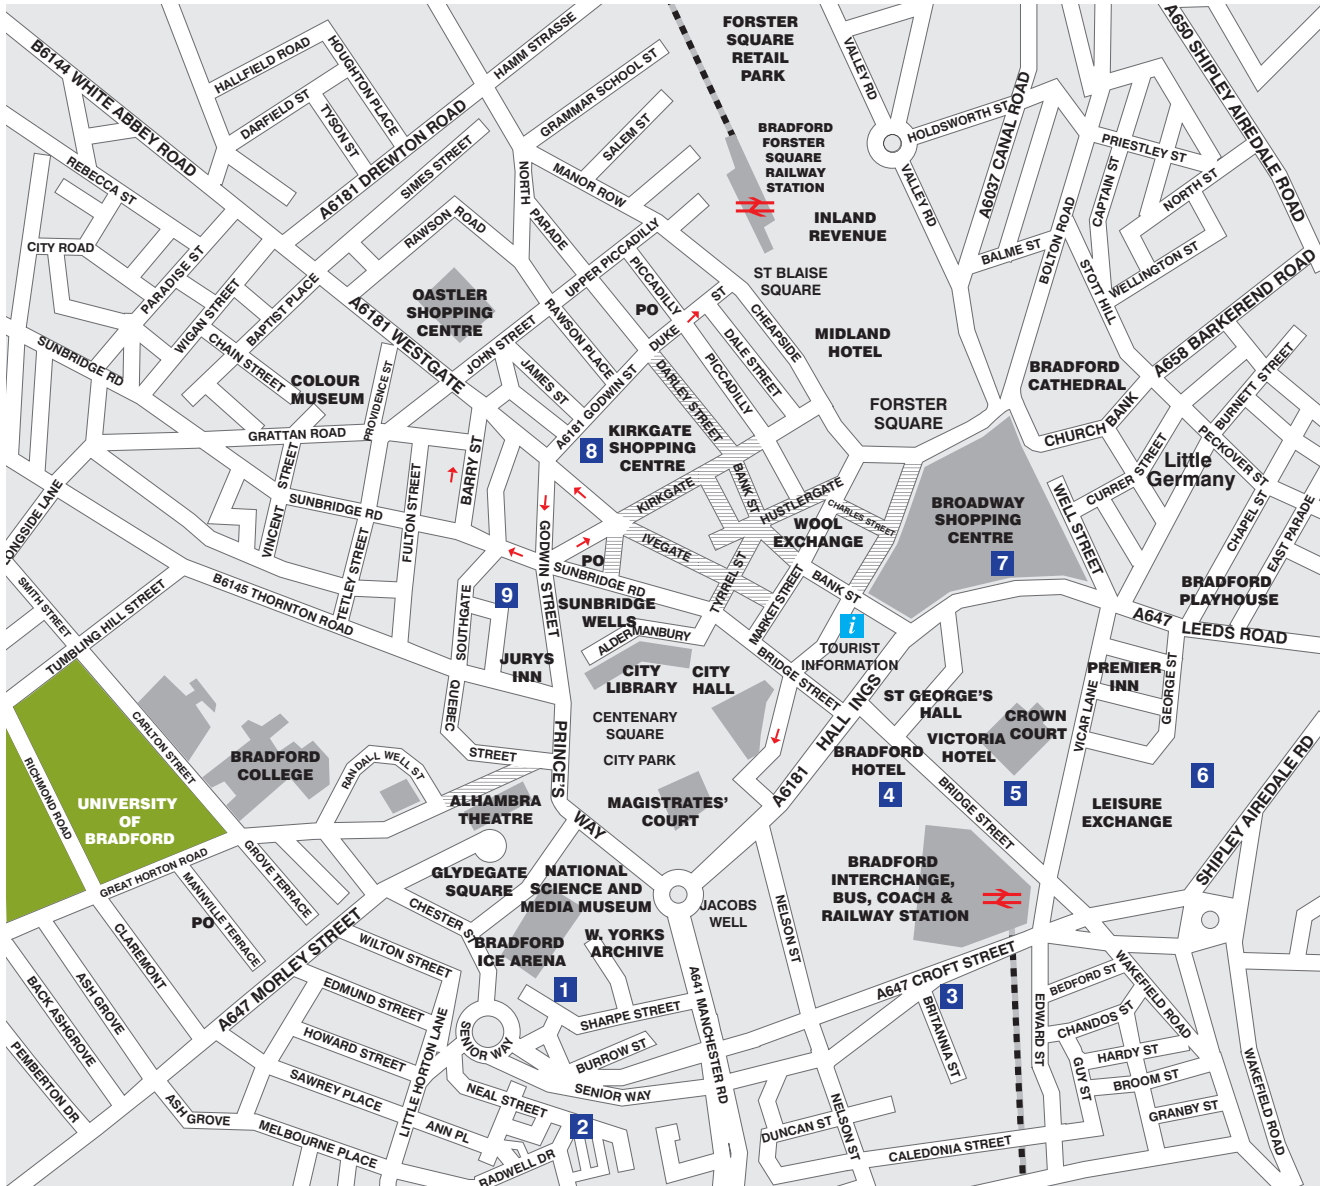 FORSTER
SQUARE
RETAIL
PARK
B6144 WHITE ABBEY ROAD
HALLFIELD ROAD
HOUGHTON PLACE
DARFIELD ST
TYSON ST
HAMM STRASSE
GRAMMAR SCHOOL ST
SALEM ST
MANOR ROW
A6181 DREWTON ROAD
SIMES STREET
RAWSON ROAD
NORTH PARADE
UPPER PICCADILLY
REBECCA ST
CITY ROAD
PARADISE ST
WIGAN STREET
BAPTIST PLACE
CHAIN STREET
SUNBRIDGE RD
BRADFORD
FORSTER
SQUARE
RAILWAY
STATION
INLAND
REVENUE
ST BLAISE
SQUARE
VALLEY RD
VALLEY RD
HOLDSWORTH ST
A6037 CANAL ROAD
A650 SHIPLEY AIREDALE ROAD
PRIESTLEY ST
CAPTAIN ST
NORTH ST
BALME ST
BOLTON ROAD
STOTT HILL
WELLINGTON ST
A658 BARKEREND ROAD
MIDLAND
HOTEL
BRADFORD
CATHEDRAL
FORSTER
SQUARE
CHURCH BANK
BURNETT STREET
PECKOVER ST
Little
Germany
CURRER STREET
WELL STREET
CHAPEL ST
EAST PARADE
OASTLER
SHOPPING
CENTRE
A6181 WESTGATE
JOHN STREET
RAWSON PLACE
JAMES ST
A6181 GODWIN ST
PICCADILLY
PO
DUKE ST
CHEAPSIDE
DALE STREET
PICCADILLY
DARLEY STREET
COLOUR
MUSEUM
PROVIDENCE ST
GRATTAN ROAD
VINCENT STREET
SUNBRIDGE RD
TETLEY STREET
FULTON STREET
BARRY ST
8
KIRKGATE
SHOPPING
CENTRE
KIRKGATE
BANK ST
HUSTLERGATE
CHARLES STREET
WOOL
EXCHANGE
IVEGATE
PO
SUNBRIDGE RD
TYRREL ST
MARKET STREET
BANK ST
BROADWAY
SHOPPING
CENTRE
7
BRADFORD
PLAYHOUSE
A647 LEEDS ROAD
LONGSIDE LANE
SMITH STREET
TUMBLING HILL STREET
B6145 THORNTON ROAD
SOUTHGATE
9
GODWIN STREET
SUNBRIDGE
WELLS
ALDERMANBURY
JURYS
INN
CITY
LIBRARY
CITY
HALL
CENTENARY
SQUARE
CITY PARK
MAGISTRATES'
COURT
BRIDGE STREET
i
TOURIST
INFORMATION
HALL INGS
A6181
ST GEORGE'S
HALL
VICTORIA
HOTEL
CROWN
COURT
BRADFORD
HOTEL
4
5
PREMIER
INN
GEORGE ST
VICAR LANE
6
LEISURE
EXCHANGE
SHIPLEY AIREDALE RD
BRIDGE STREET
CARLTON STREET
RICHMOND ROAD
UNIVERSITY
OF
BRADFORD
BRADFORD
COLLEGE
RANDALL WELL ST
QUEBEC STREET
PRINCE'S WAY
ALHAMBRA
THEATRE
GREAT HORTON ROAD
GROVE TERRACE
MANNVILLE TERRACE
PO
CLAREMONT
ASH GROVE
BACK ASHGROVE
PEMBERTON DR
A647 MORLEY STREET
GLYDEGATE
SQUARE
NATIONAL
SCIENCE AND
MEDIA MUSEUM
CHESTER ST
BRADFORD
ICE ARENA
W. YORKS
ARCHIVE
1
JACOBS
WELL
NELSON ST
BRADFORD
INTERCHANGE,
BUS, COACH &
RAILWAY STATION
A647 CROFT STREET
3
BRITANNIA ST
WILTON STREET
EDMUND STREET
HOWARD STREET
SAWREY PLACE
LITTLE HORTON LANE
SENIOR WAY
SHARPE STREET
BURROW ST
SENIOR WAY
A641 MANCHESTER RD
NEAL STREET
2
ANN PL
RADWELL DR
ASH GROVE
MELBOURNE PLACE
NELSON ST
DUNCAN ST
CALEDONIA STREET
EDWARD ST
BEDFORD ST
CHANDOS ST
GUY ST
HARDY ST
BROOM ST
GRANBY ST
WAKEFIELD ROAD
WAKEFIELD ROAD